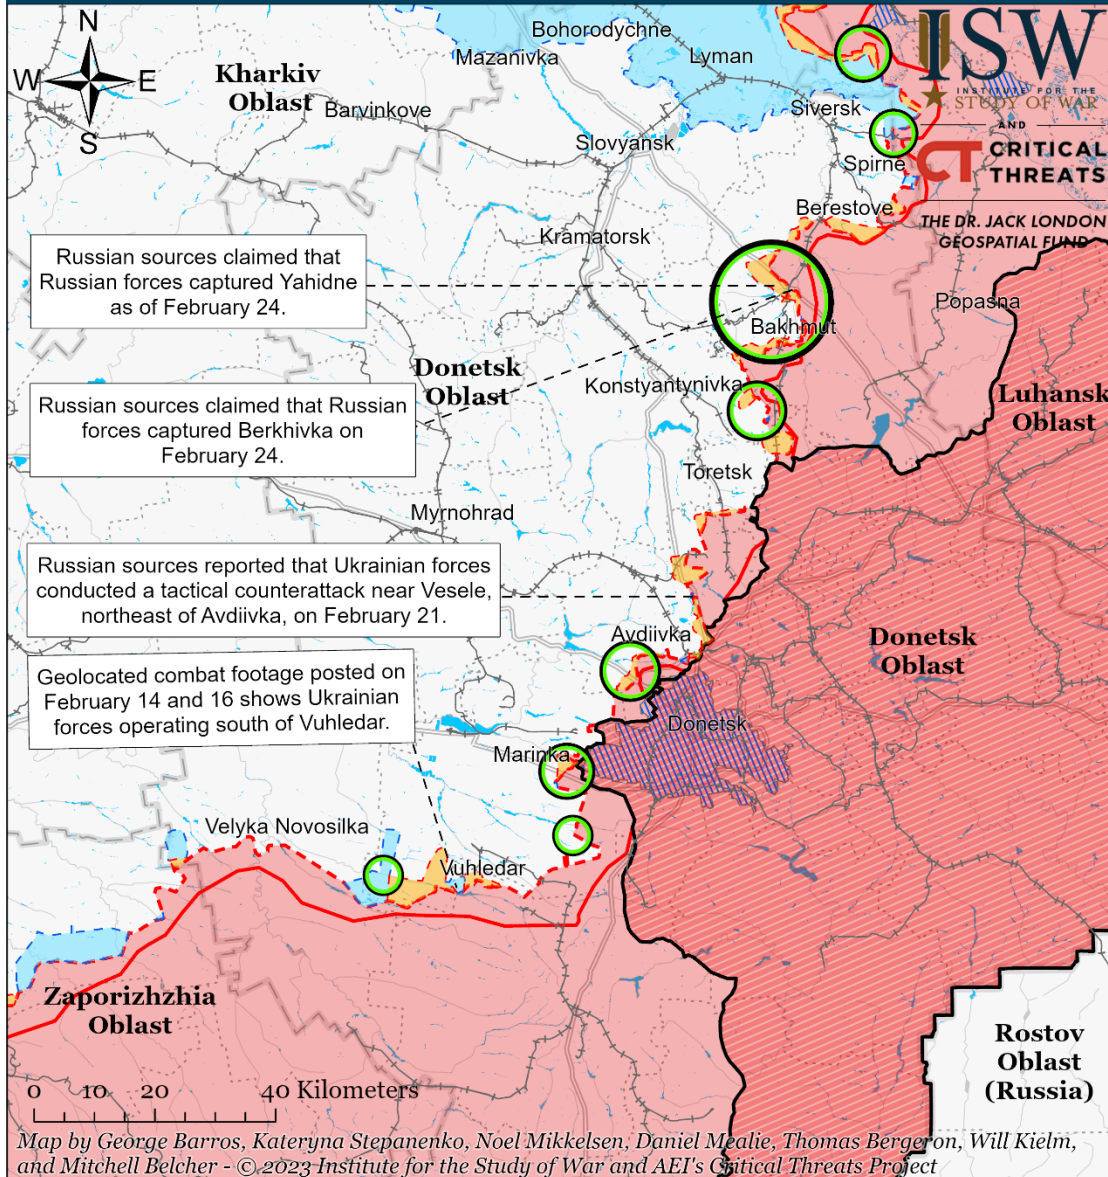 N
W
E
S
ISW
INSTITUTE FOR THE
STUDY OF WAR
AND
CT CRITICAL
THREATS
THE DR. JACK LONDON
GEOSPATIAL FUND
Bohorodychne
Mazanivka
Lyman
Kharkiv
Oblast
Barvinkove
Siversk
Slovyansk
Spirne
Berestove
Kramatorsk
Russian sources claimed that
Russian forces captured Yahidne
as of February 24.
Popasna
Bakhmut
Donetsk
Oblast
Konstyantynivka
Luhansk
Oblast
Russian sources claimed that Russian
forces captured Berkhivka on
February 24.
Toretsk
Myrnohrad
Russian sources reported that Ukrainian forces
conducted a tactical counterattack near Vesele,
northeast of Avdiivka, on February 21.
Avdiivka
Donetsk
Oblast
Geolocated combat footage posted on
February 14 and 16 shows Ukrainian
forces operating south of Vuhledar.
Donetsk
Marinka
Velyka Novosilka
Vuhledar
Zaporizhzhia
Oblast
Rostov
Oblast
(Russia)
0 10 20 40 Kilometers
Map by George Barros, Kateryna Stepanenko, Noel Mikkelsen, Daniel Mealie, Thomas Bergeron, Will Kielm,
and Mitchell Belcher - © 2023 Institute for the Study of War and AEI's Critical Threats Project